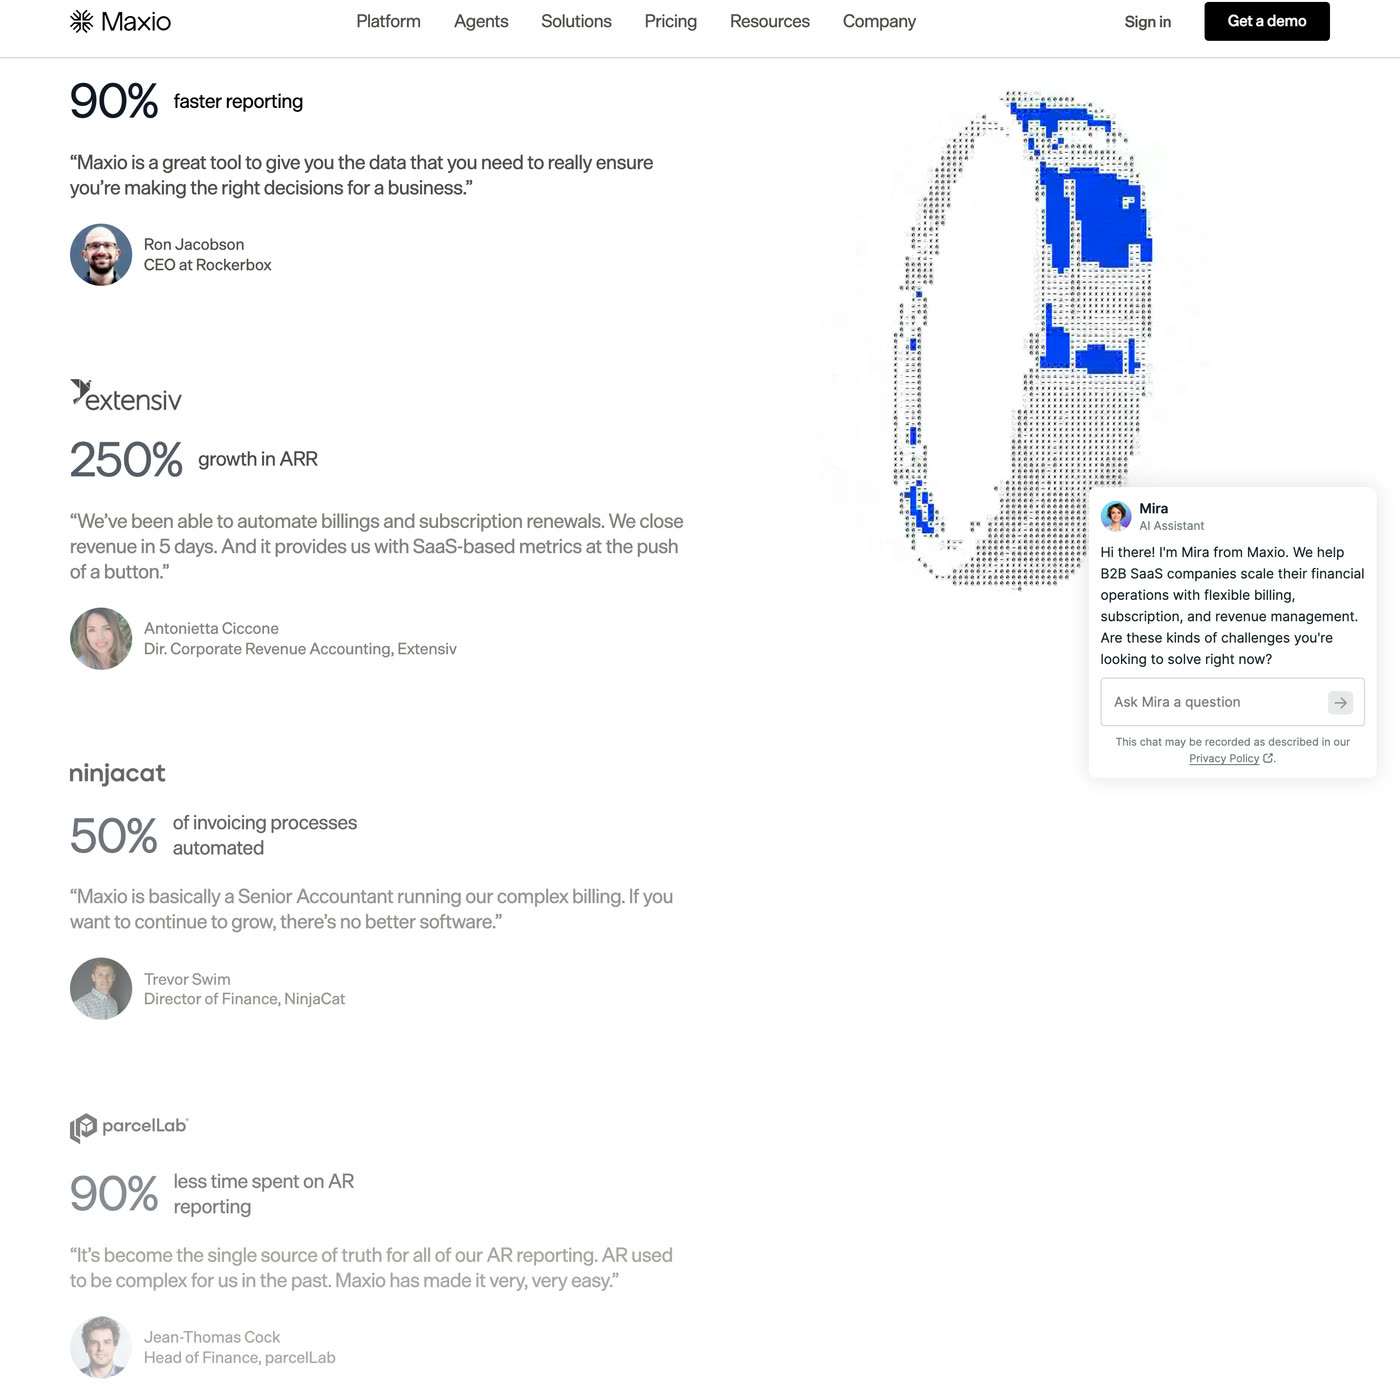 Maxio
Platform
Agents
Solutions
Pricing
Resources
Company
Sign in
Get a demo
90% faster reporting
“Maxio is a great tool to give you the data that you need to really ensure
you’re making the right decisions for a business.”
Ron Jacobson
CEO at Rockerbox
extensiv
250% growth in ARR
“We’ve been able to automate billings and subscription renewals. We close
revenue in 5 days. And it provides us with SaaS-based metrics at the push
of a button.”
Antonietta Ciccone
Dir. Corporate Revenue Accounting, Extensiv
ninjacat
50% of invoicing processes
automated
“Maxio is basically a Senior Accountant running our complex billing. If you
want to continue to grow, there’s no better software.”
Trevor Swim
Director of Finance, NinjaCat
parcelLab
90% less time spent on AR
reporting
“It’s become the single source of truth for all of our AR reporting. AR used
to be complex for us in the past. Maxio has made it very, very easy.”
Jean-Thomas Cock
Head of Finance, parcelLab
Mira
AI Assistant
Hi there! I'm Mira from Maxio. We help
B2B SaaS companies scale their financial
operations with flexible billing,
subscription, and revenue management.
Are these kinds of challenges you're
looking to solve right now?
Ask Mira a question
This chat may be recorded as described in our
Privacy Policy.